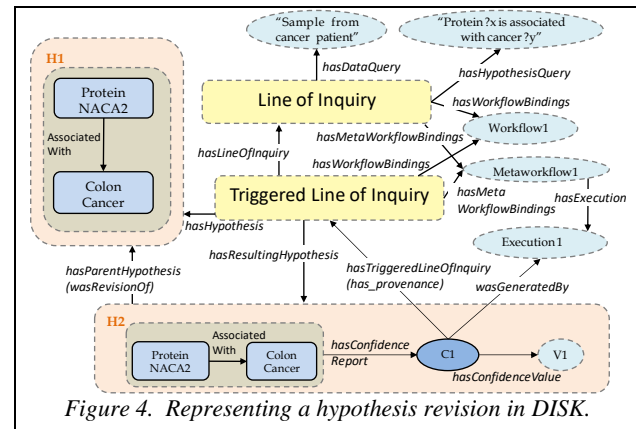 "Sample from
cancer patient"
"Protein ?x is associated
with cancer ?y"
H1
Protein
NACA2
Associated
With
Colon
Cancer
hasDataQuery
hasHypothesisQuery
Line of Inquiry
hasWorkflowBindings
hasMetaWorkflowBindings
Workflow1
hasLineOfInquiry
hasWorkflowBindings
Metaworkflow1
Triggered Line of Inquiry
hasMeta
WorkflowBindings
hasExecution
hasHypothesis
Execution1
hasResultingHypothesis
hasParentHypothesis
(wasRevisionOf)
hasTriggeredLineOfInquiry
(has_provenance)
wasGeneratedBy
H2
Associated
With
Protein
NACA2
Colon
Cancer
hasConfidence
Report
C1
V1
hasConfidenceValue
Figure 4. Representing a hypothesis revision in DISK.